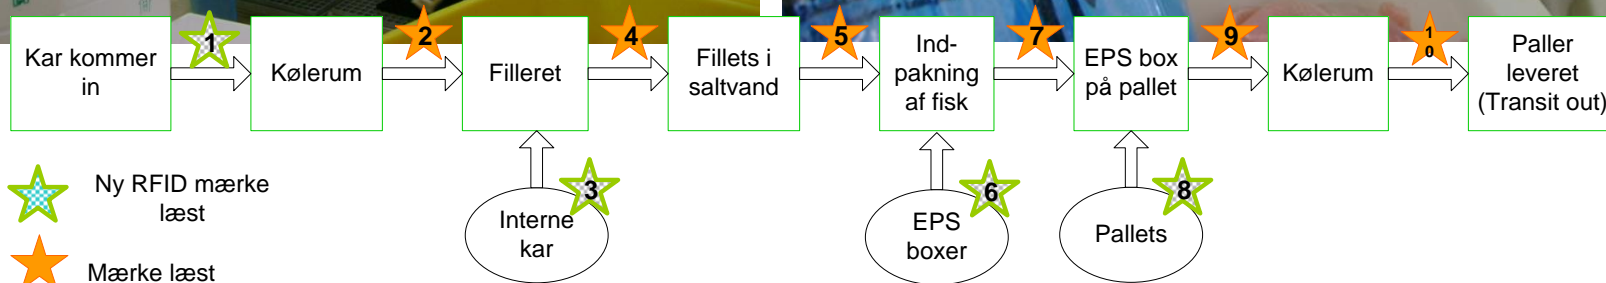 Kar kommer
in
1
Kølerum
2
Filleret
4
Fillets i
saltvand
5
Ind-
pakning
af fisk
7
EPS box
på pallet
9
Kølerum
1
0
Paller
leveret
(Transit out)
Ny RFID mærke
læst
Mærke læst
3
Interne
kar
6
EPS
boxer
8
Pallets